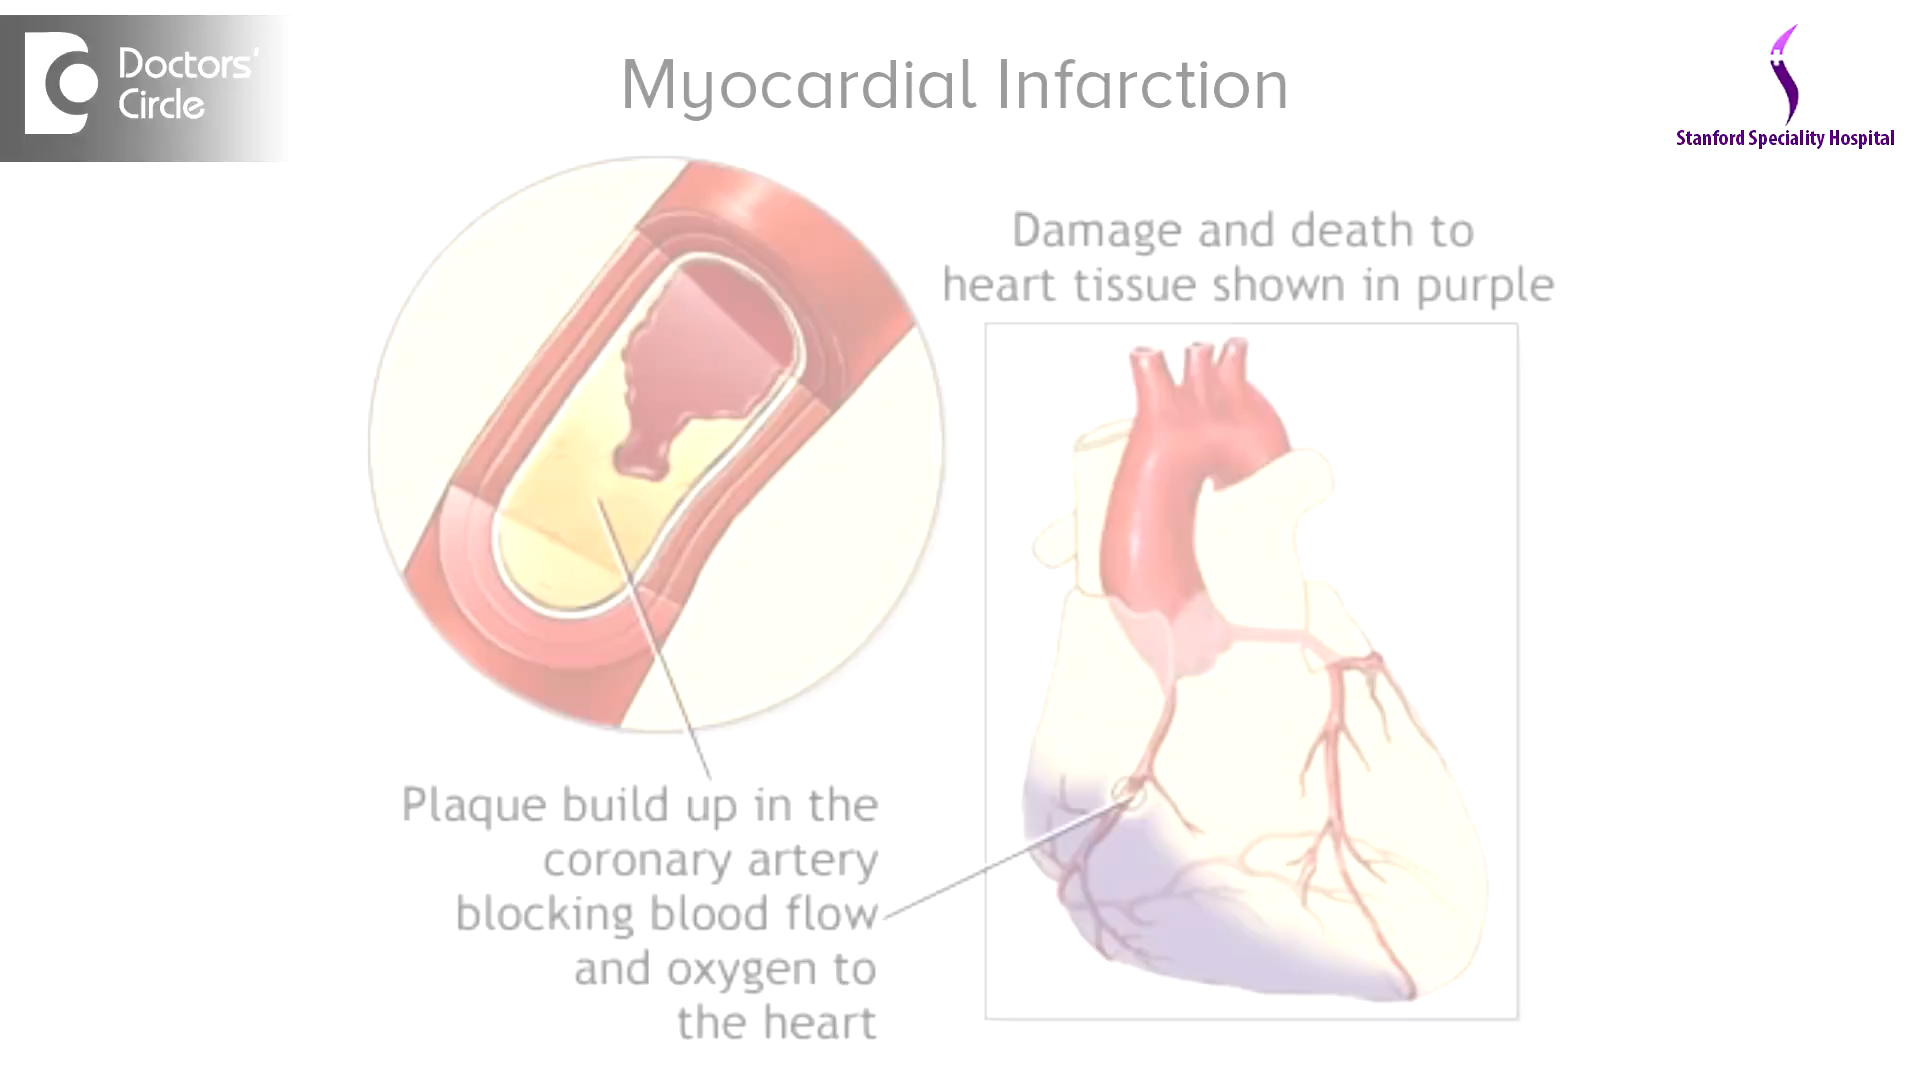 Doctors'
Circle
Myocardial Infarction
Stanford Speciality Hospital
Damage and death to
heart tissue shown in purple
Plaque build up in the
coronary artery
blocking blood flow
and oxygen to
the heart